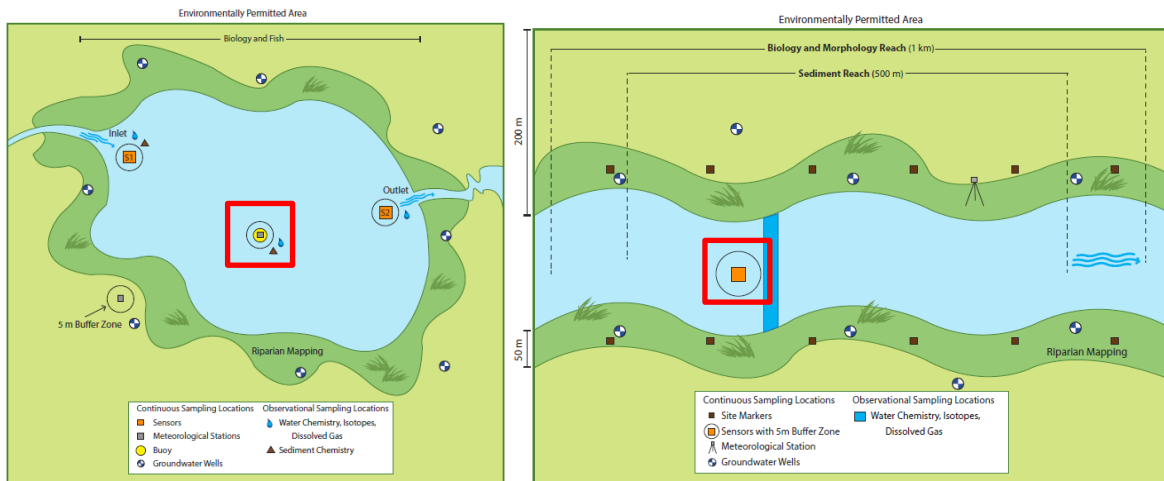 Environmentally Permitted Area
Biology and Fish
Inlet
S1
Outlet
S2
5 m Buffer Zone
Riparian Mapping
Continuous Sampling Locations
Sensors
Meteorological Stations
Buoy
Groundwater Wells
Observational Sampling Locations
Water Chemistry, Isotopes,
Dissolved Gas
Sediment Chemistry
Environmentally Permitted Area
Biology and Morphology Reach (1 km)
Sediment Reach (500 m)
200 m
50 m
Riparian Mapping
Continuous Sampling Locations
Site Markers
Sensors with 5m Buffer Zone
Meteorological Station
Groundwater Wells
Observational Sampling Locations
Water Chemistry, Isotopes,
Dissolved Gas